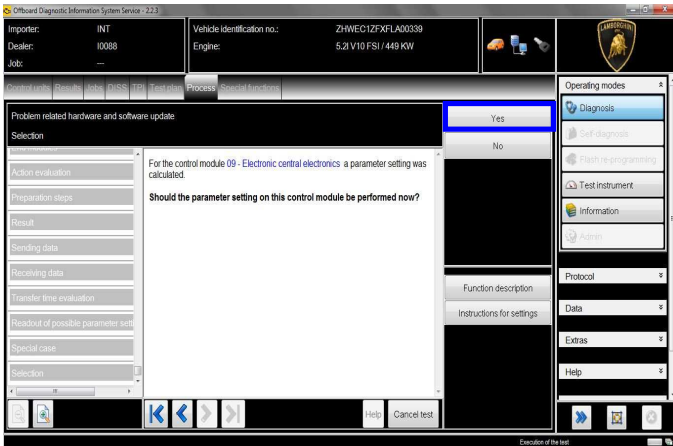 Offboard Diagnostic Information System Service - 2.2.3
Importer: INT
Dealer: I0088
Job: ---
Vehicle identification no.: ZHWEC1ZFXFLA00339
Engine: 5.2l V10 FSI / 449 KW
LAMBORGHINI
Control units Results Jobs DISS TPI Test plan Process Special functions
Problem related hardware and software update
Selection
Action evaluation
Preparation steps
Result
Sending data
Receiving data
Transfer time evaluation
Readout of possible parameter setti
Special case
Selection
For the control module 09 - Electronic central electronics a parameter setting was
calculated.
Should the parameter setting on this control module be performed now?
Yes
No
Function description
Instructions for settings
Help
Cancel test
Operating modes
Diagnosis
Self-diagnosis
Flash re-programming
Test instrument
Information
Admin
Protocol
Data
Extras
Help
Execution of the test